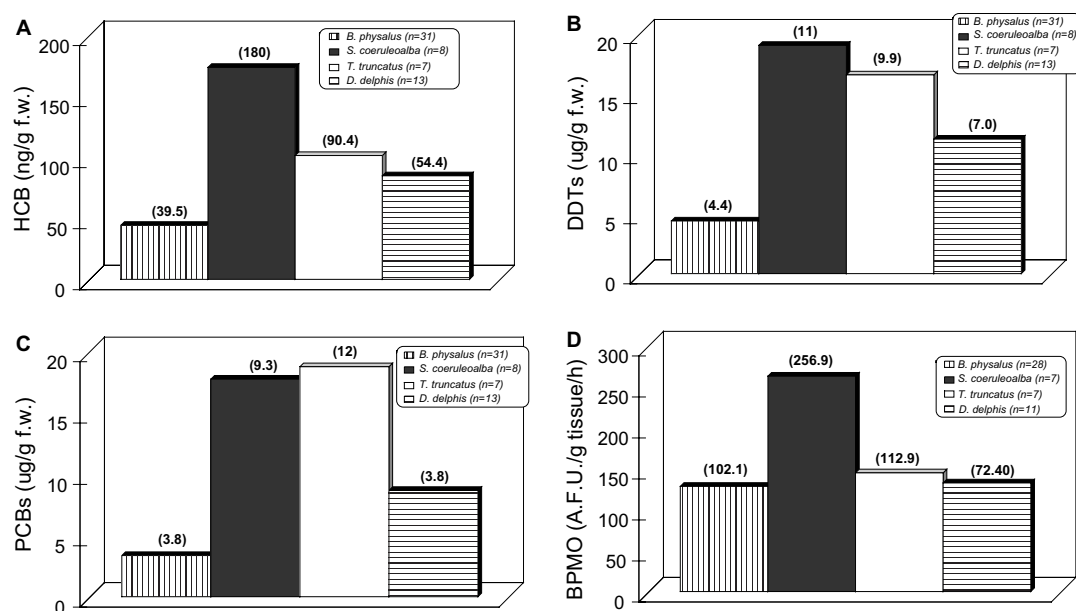 A
HCB (ng/g f.w.)
200
150
100
50
0
B. physalus (n=31)
S. coeruleoalba (n=8)
T. truncatus (n=7)
D. delphis (n=13)
(39.5)
(180)
(90.4)
(54.4)
B
DDTs (ug/g f.w.)
20
15
10
5
0
B. physalus (n=31)
S. coeruleoalba (n=8)
T. truncatus (n=7)
D. delphis (n=13)
(4.4)
(11)
(9.9)
(7.0)
C
PCBs (ug/g f.w.)
20
15
10
5
0
B. physalus (n=31)
S. coeruleoalba (n=8)
T. truncatus (n=7)
D. delphis (n=13)
(3.8)
(9.3)
(12)
(3.8)
D
BPMO (A.F.U./g tissue/h)
300
250
200
150
100
50
0
B. physalus (n=28)
S. coeruleoalba (n=7)
T. truncatus (n=7)
D. delphis (n=11)
(102.1)
(256.9)
(112.9)
(72.40)